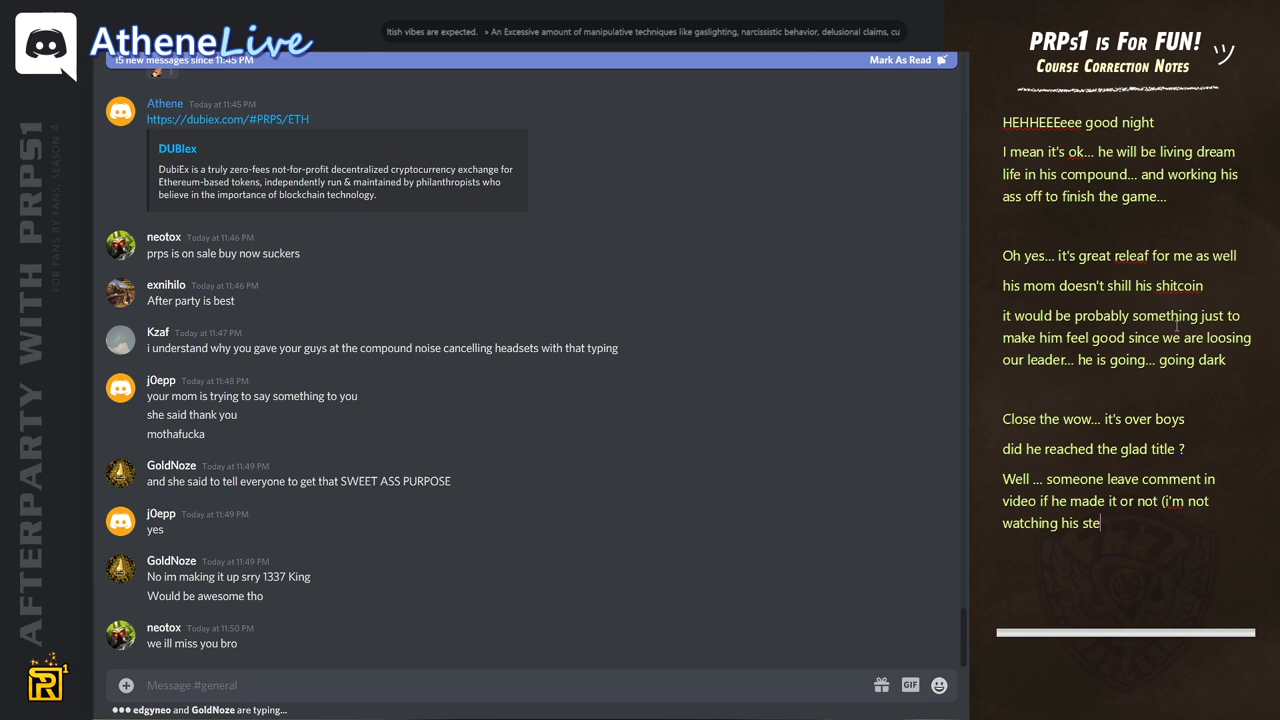 AtheneLive
ltish vibes are expected.   » An Excessive amount of manipulative techniques like gaslighting, narcissistic behavior, delusional claims, cu
15 new messages since 11:45 PM
Mark As Read
1
Athene Today at 11:45 PM
https://dubiex.com/#PRPS/ETH
DUBIex
DubiEx is a truly zero-fees not-for-profit decentralized cryptocurrency exchange for
Ethereum-based tokens, independently run & maintained by philanthropists who
believe in the importance of blockchain technology.
neotox Today at 11:46 PM
prps is on sale buy now suckers
exnihilo Today at 11:46 PM
After party is best
Kzaf Today at 11:47 PM
i understand why you gave your guys at the compound noise cancelling headsets with that typing
j0epp Today at 11:48 PM
your mom is trying to say something to you
she said thank you
mothafucka
GoldNoze Today at 11:49 PM
and she said to tell everyone to get that SWEET ASS PURPOSE
j0epp Today at 11:49 PM
yes
GoldNoze Today at 11:49 PM
No im making it up srry 1337 King
Would be awesome tho
neotox Today at 11:50 PM
we ill miss you bro
Message #general
GIF
edgyneo and GoldNoze are typing...
AFTERPARTY WITH PRPS1
FOR FANS BY FANS, SEASON 4
R1
PRPs1 is For FUN!
Course Correction Notes
ツ
HEHHEEEeee good night
I mean it's ok... he will be living dream
life in his compound... and working his
ass off to finish the game...
Oh yes... it's great releaf for me as well
his mom doesn't shill his shitcoin
it would be probably something just to
make him feel good since we are loosing
our leader... he is going... going dark
Close the wow... it's over boys
did he reached the glad title ?
Well ... someone leave comment in
video if he made it or not (i'm not
watching his ste